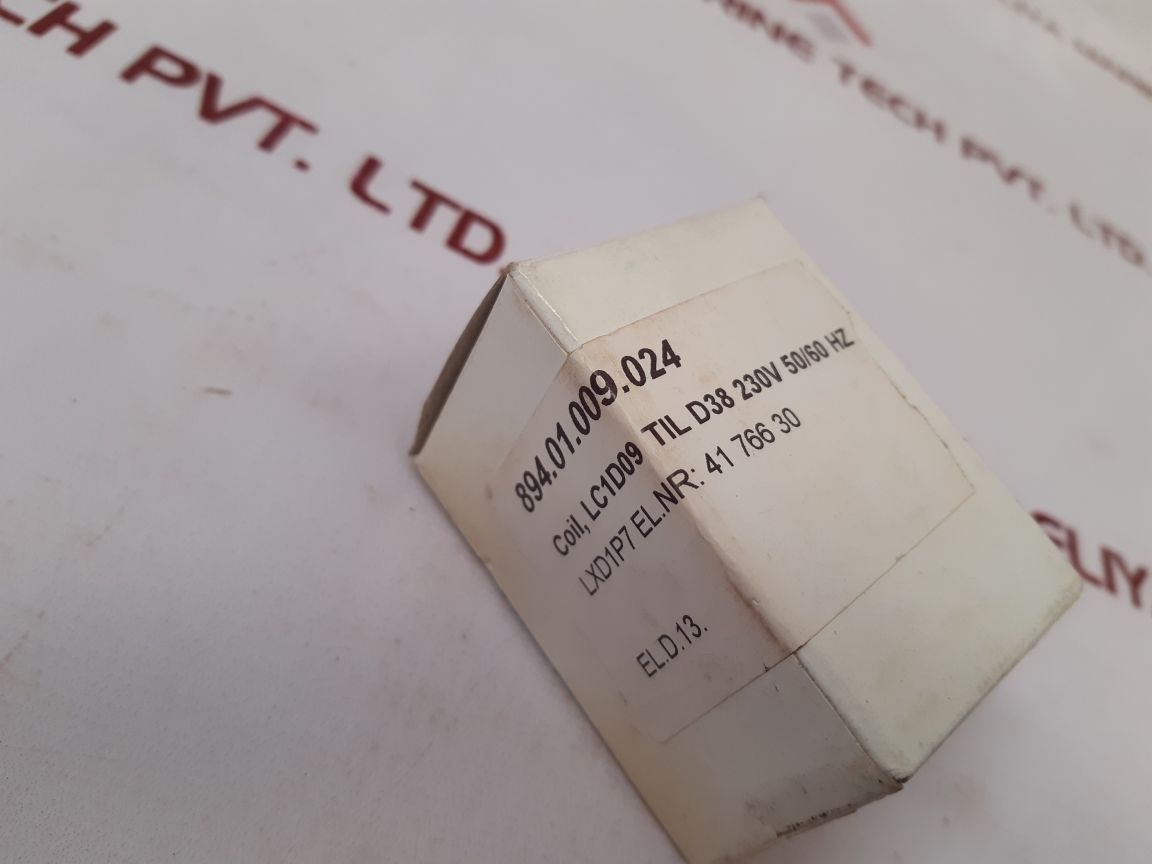 CH PVT. LTD.
RINE TECH PVT. LTD.
894.01.009.024
Coil, LC1D09 TIL D38 230V 50/60 HZ
LXD1P7 EL.NR: 41 766 30
EL.D.13.